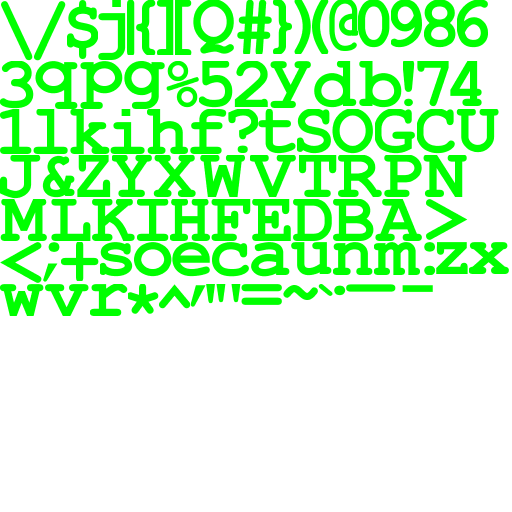 \/$j|{][Q#})(@0986
3qpg%52ydb!74
1lkihf?tSOGCU
J&ZYXWVTRPN
MLKIHFEDBA>
<;+soecaunm:zx
wvr*^/"'=~`·—-